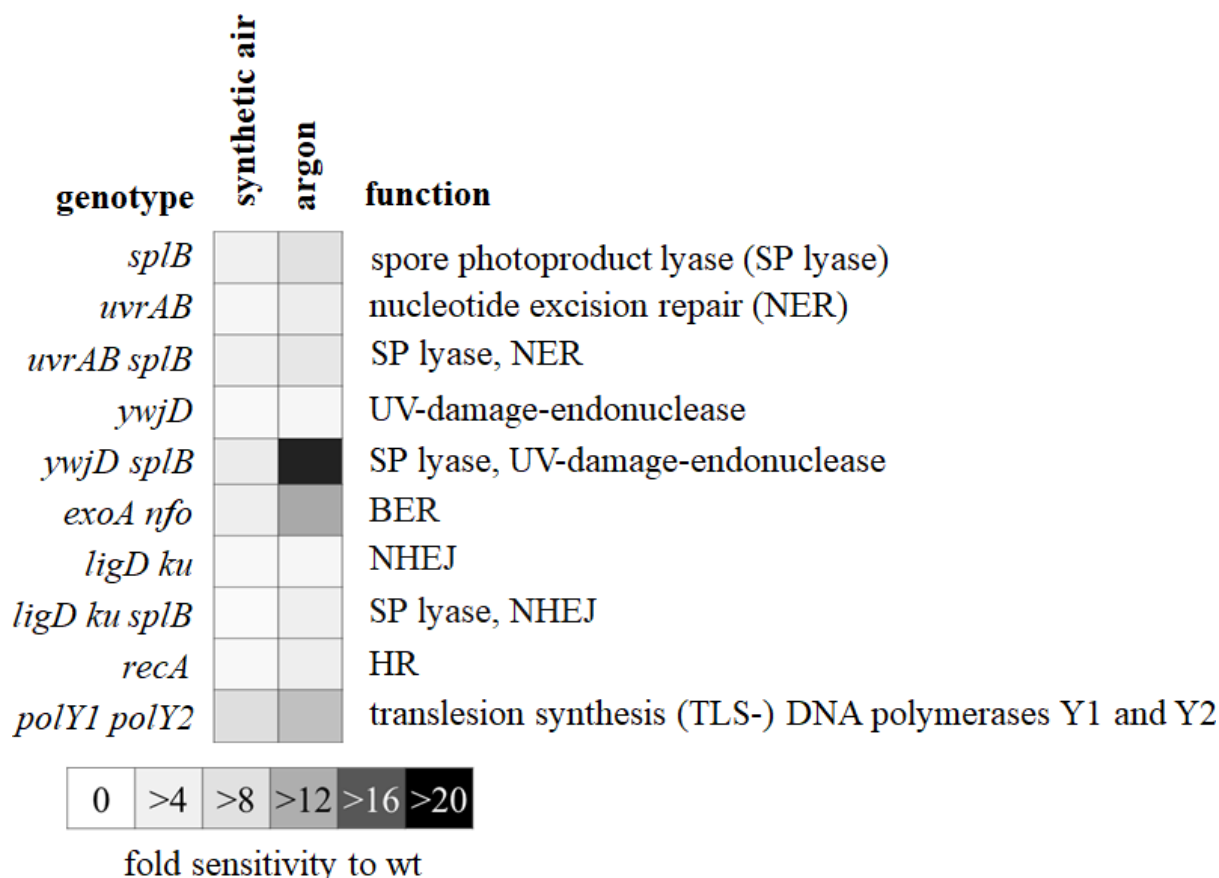 synthetic air
argon
genotype function
splB spore photoproduct lyase (SP lyase)
uvrAB nucleotide excision repair (NER)
uvrAB splB SP lyase, NER
ywjD UV-damage-endonuclease
ywjD splB SP lyase, UV-damage-endonuclease
exoA nfo BER
ligD ku NHEJ
ligD ku splB SP lyase, NHEJ
recA HR
polY1 polY2 translesion synthesis (TLS-) DNA polymerases Y1 and Y2
0 >4 >8 >12 >16 >20
fold sensitivity to wt